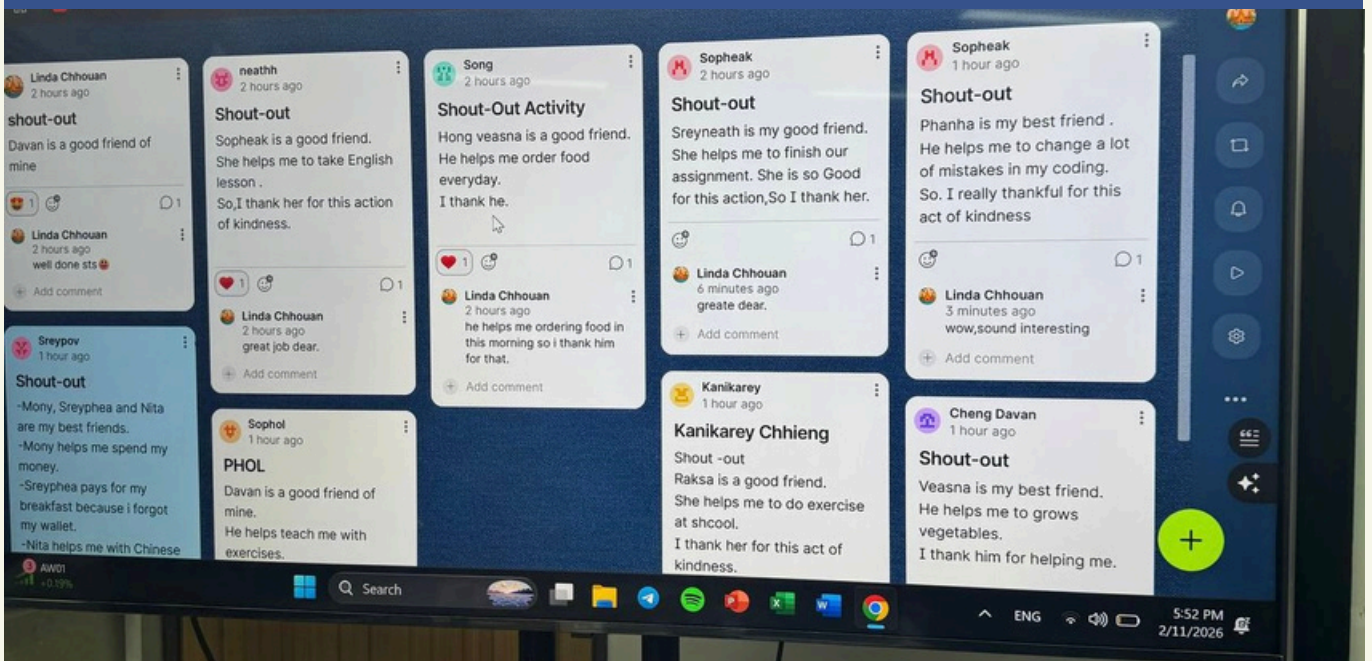 Linda Chhouan
2 hours ago
shout-out
Davan is a good friend of
mine
1
1
Linda Chhouan
2 hours ago
well done sts
Add comment
Sreypov
1 hour ago
Shout-out
-Mony, Sreyphea and Nita
are my best friends.
-Mony helps me spend my
money.
-Sreyphea pays for my
breakfast because i forgot
my wallet.
-Nita helps me with Chinese
neathh
2 hours ago
Shout-out
Sopheak is a good friend.
She helps me to take English
lesson .
So,I thank her for this action
of kindness.
1
1
Linda Chhouan
2 hours ago
great job dear.
Add comment
Sophol
1 hour ago
PHOL
Davan is a good friend of
mine.
He helps teach me with
exercises.
Song
2 hours ago
Shout-Out Activity
Hong veasna is a good friend.
He helps me order food
everyday.
I thank he.
1
1
Linda Chhouan
2 hours ago
he helps me ordering food in
this morning so i thank him
for that.
Add comment
Sopheak
2 hours ago
Shout-out
Sreyneath is my good friend.
She helps me to finish our
assignment. She is so Good
for this action,So I thank her.
1
Linda Chhouan
6 minutes ago
greate dear.
Add comment
Kanikarey
1 hour ago
Kanikarey Chhieng
Shout -out
Raksa is a good friend.
She helps me to do exercise
at shcool.
I thank her for this act of
kindness.
Sopheak
1 hour ago
Shout-out
Phanha is my best friend .
He helps me to change a lot
of mistakes in my coding.
So. I really thankful for this
act of kindness
1
Linda Chhouan
3 minutes ago
wow,sound interesting
Add comment
Cheng Davan
1 hour ago
Shout-out
Veasna is my best friend.
He helps me to grows
vegetables.
I thank him for helping me.
3
AW01
+0.19%
Search
ENG
5:52 PM
2/11/2026